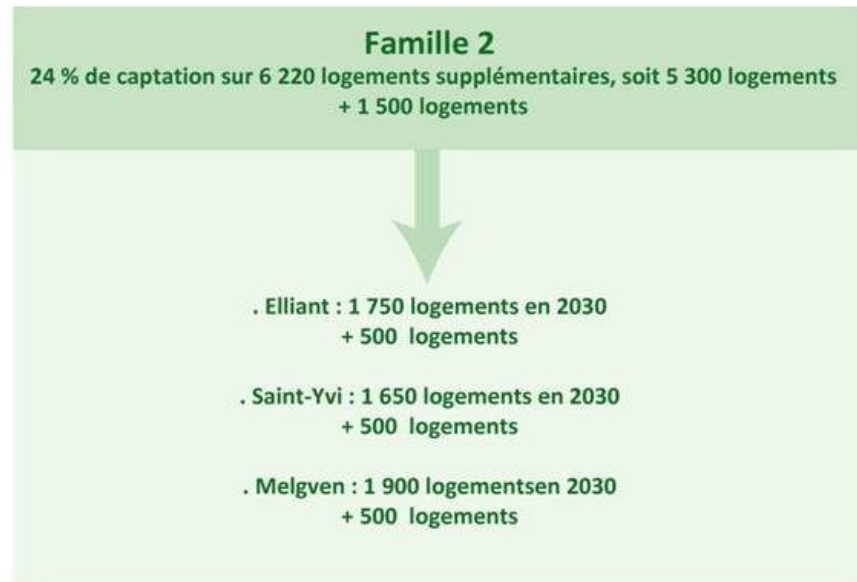 Famille 2
24 % de captation sur 6 220 logements supplémentaires, soit 5 300 logements
+ 1 500 logements
. Elliant : 1 750 logements en 2030
+ 500 logements
. Saint-Yvi : 1 650 logements en 2030
+ 500 logements
. Melgven : 1 900 logementsen 2030
+ 500 logements